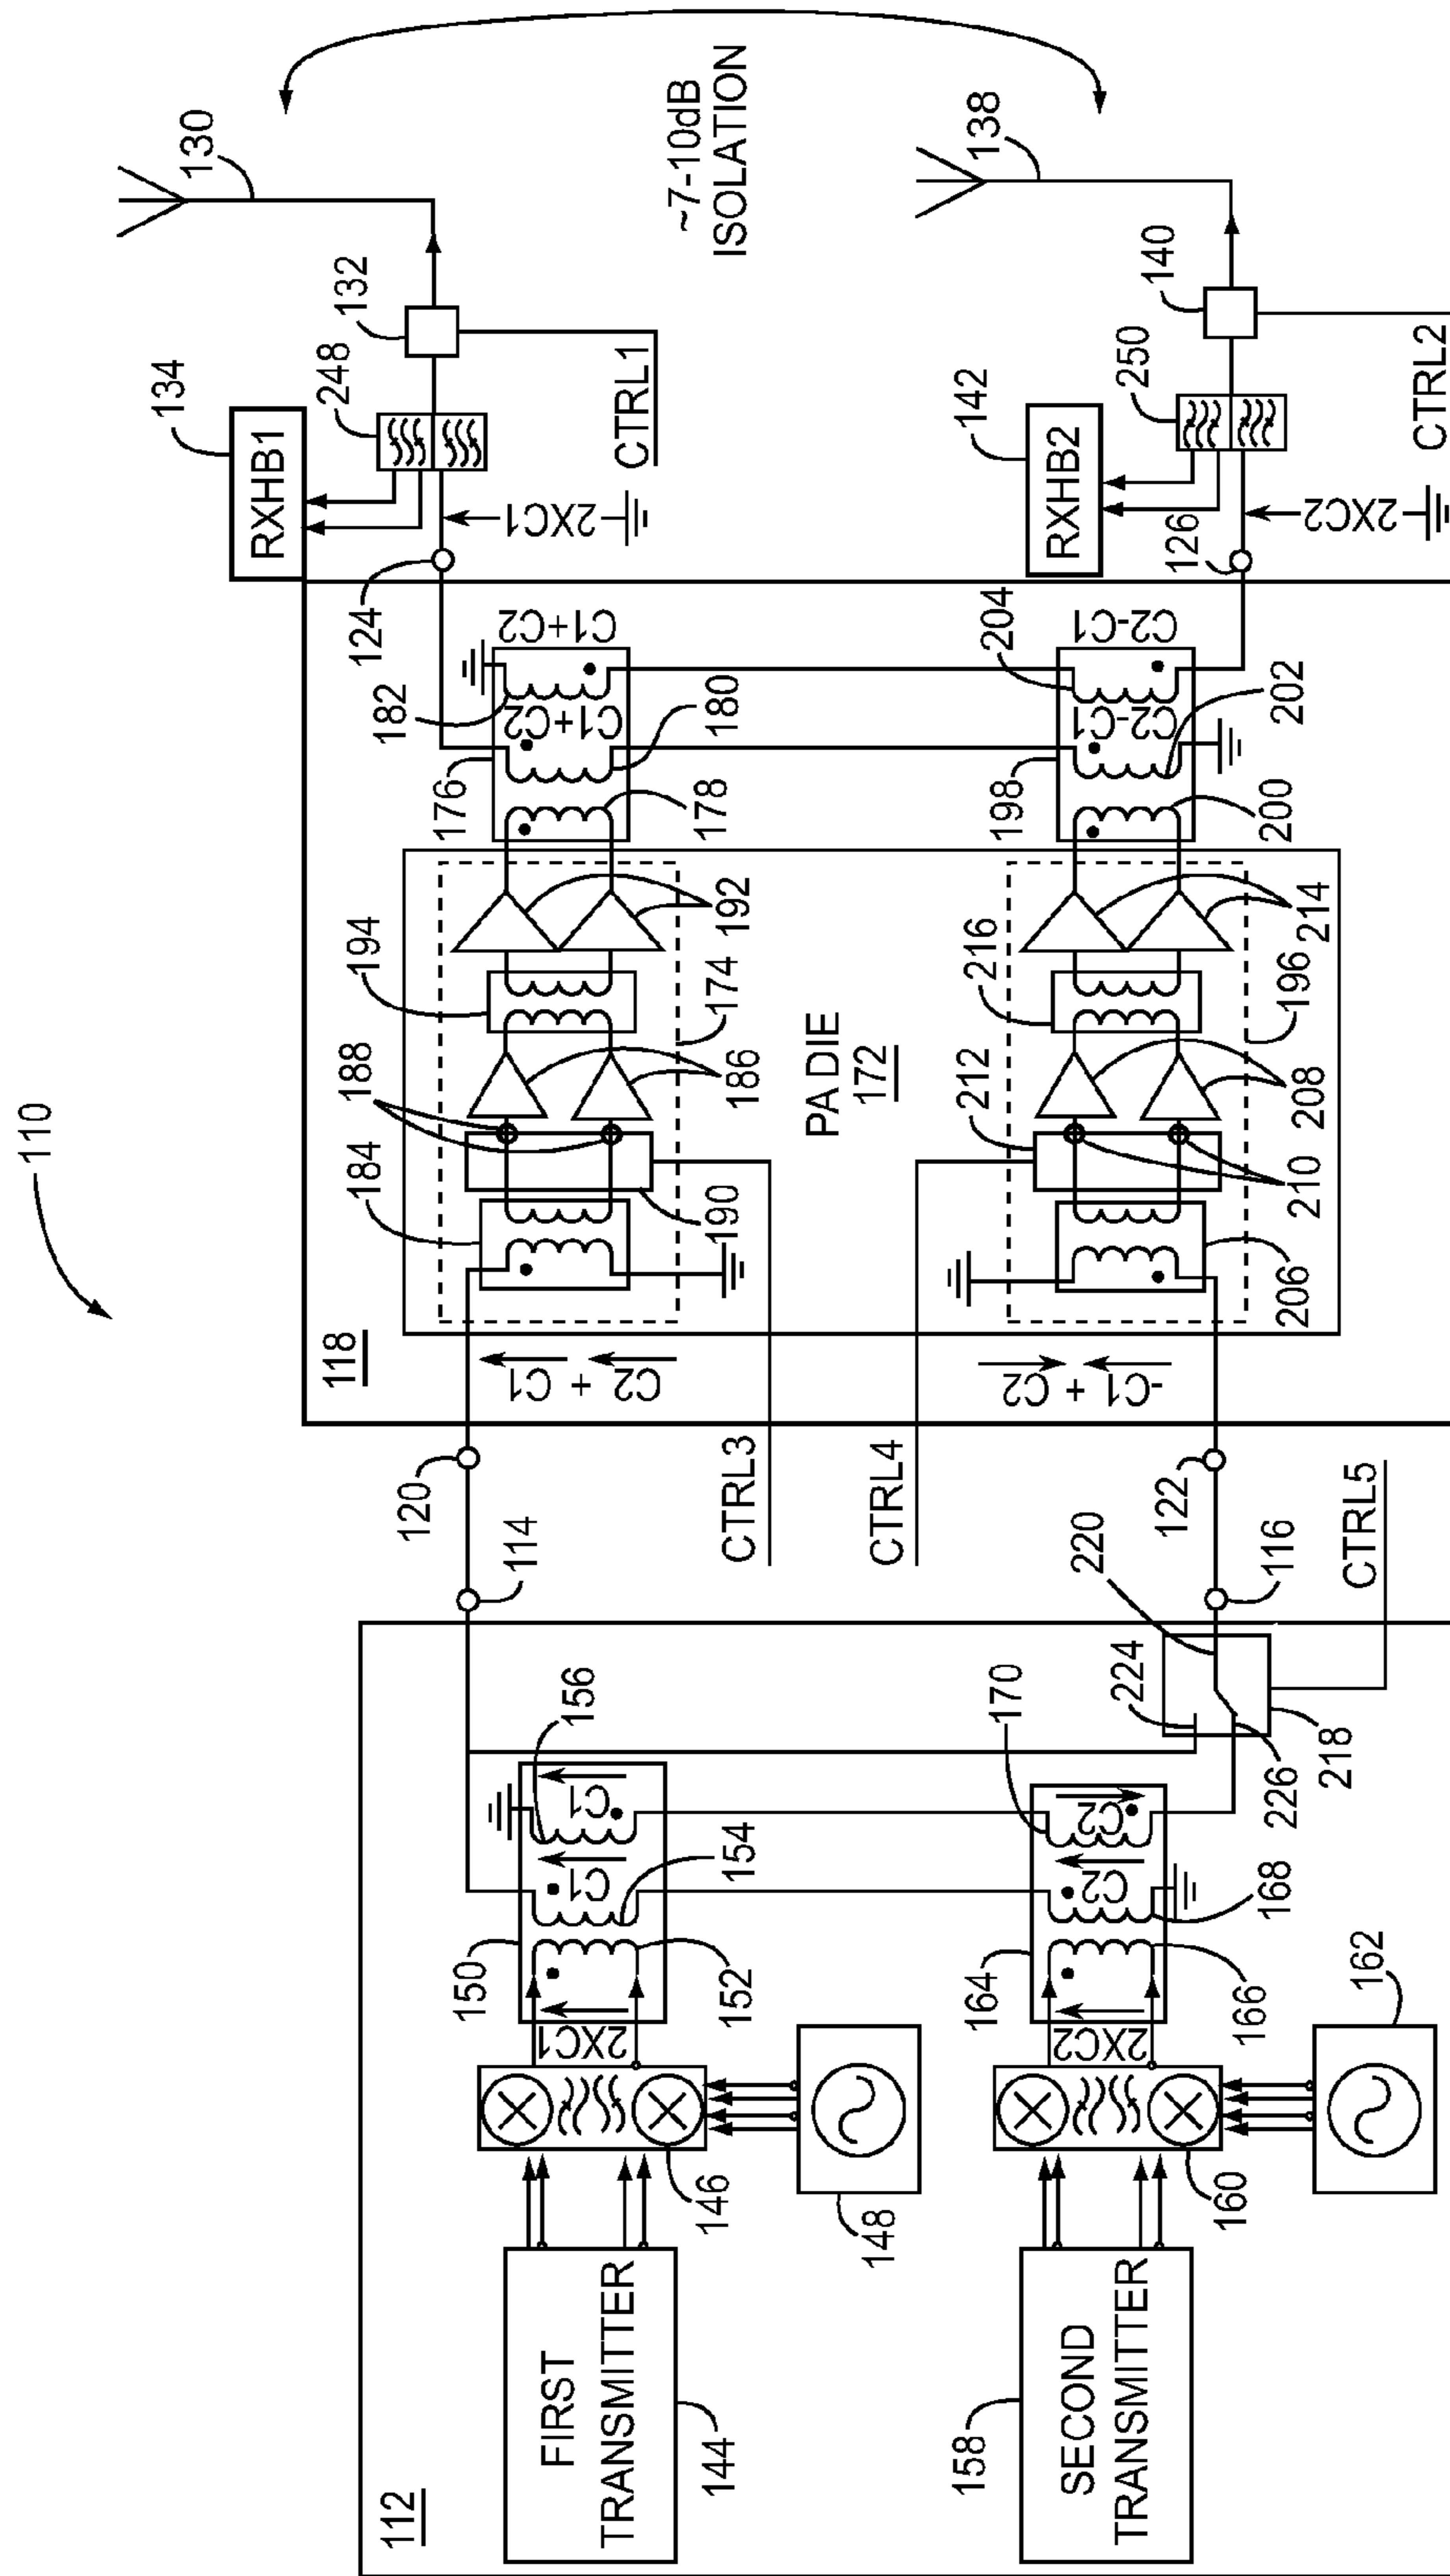 110
112
FIRST
TRANSMITTER
144
146
148
150
152
154
156
2XC1
C1
C1
SECOND
TRANSMITTER
158
160
162
164
166
168
170
2XC2
C2
C2
114
116
218
220
224
226
CTRL5
120
122
118
C2 + C1
-C1 + C2
CTRL3
CTRL4
PA DIE
172
174
184
186
188
190
192
194
196
206
208
210
212
214
216
176
178
180
182
C1+C2
C1+C2
198
200
202
204
C2-C1
C2-C1
124
126
2XC1
2XC2
RXHB1
134
248
132
CTRL1
130
RXHB2
142
250
140
CTRL2
138
~7-10dB
ISOLATION